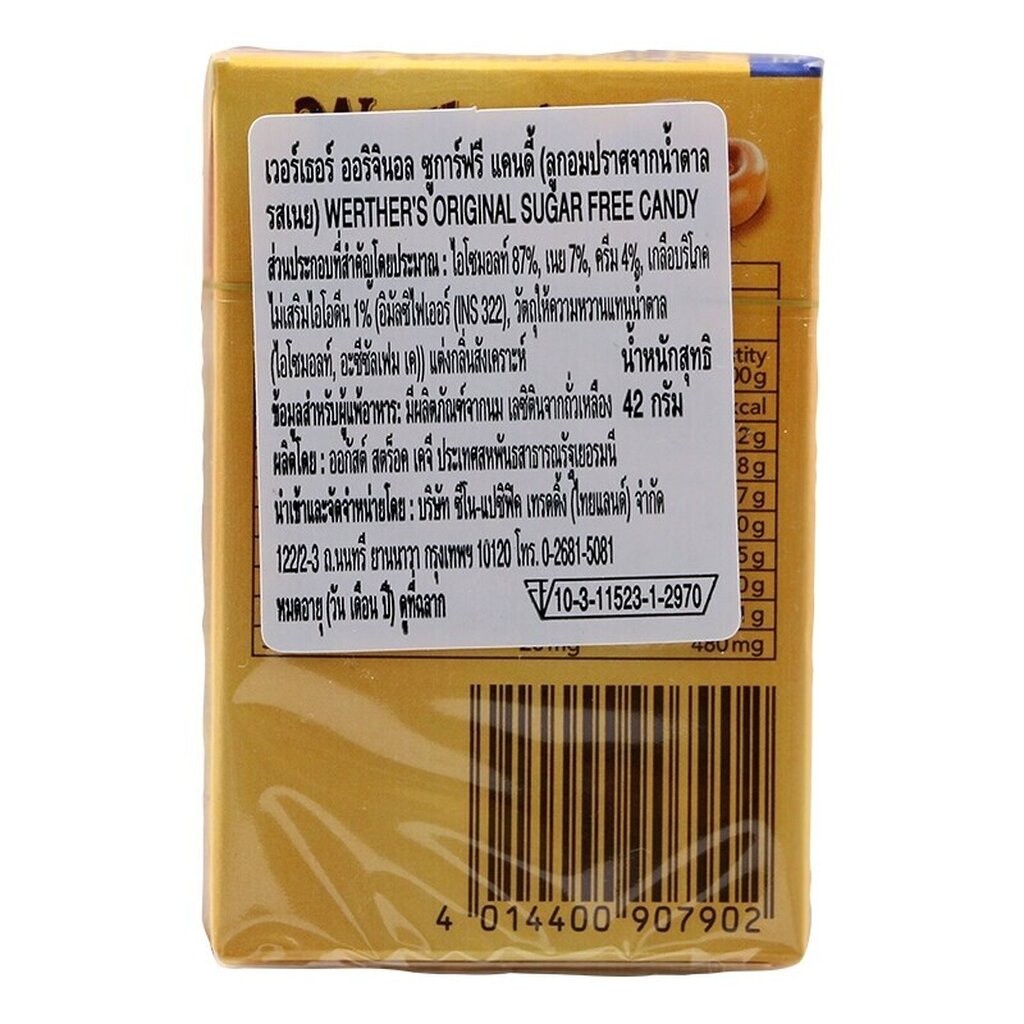 เวอร์เธอร์ ออริจินอล ชูการ์ฟรี แคนดี้ (ลูกอมปราศจากน้ำตาล
รสเนย) WERTHER'S ORIGINAL SUGAR FREE CANDY
ส่วนประกอบที่สำคัญโดยประมาณ : ไอโซมอลท์ 87%, เนย 7%, ครีม 4%, เกลือบริโภค
ไม่เสริมไอโอดีน 1% (อิมัลซิไฟเออร์ (INS 322), วัตถุให้ความหวานแทนน้ำตาล
(ไอโซมอลท์, อะซีซัลเฟม เค)) แต่งกลิ่นสังเคราะห์ น้ำหนักสุทธิ
ข้อมูลสำหรับผู้แพ้อาหาร: มีผลิตภัณฑ์จากนม เลซิตินจากถั่วเหลือง 42 กรัม
ผลิตโดย : ออกัสต์ สตร็อค เคจี ประเทศสหพันธสาธารณรัฐเยอรมนี
นำเข้าและจัดจำหน่ายโดย : บริษัท ซีโน-แปซิฟิค เทรดดิ้ง (ไทยแลนด์) จำกัด
122/2-3 ถ.นนทรี ยานนาวา กรุงเทพฯ 10120 โทร. 0-2681-5081
หมดอายุ (วัน เดือน ปี) ดูที่ฉลาก 10-3-11523-1-2970
480mg
4 014400 907902